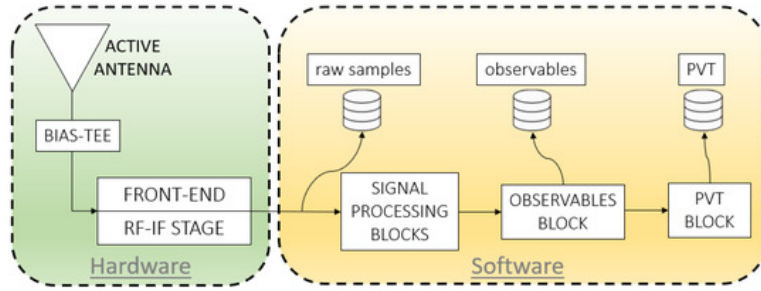 ACTIVE
ANTENNA
BIAS-TEE
FRONT-END
RF-IF STAGE
Hardware
raw samples
observables
PVT
SIGNAL
PROCESSING
BLOCKS
OBSERVABLES
BLOCK
PVT
BLOCK
Software